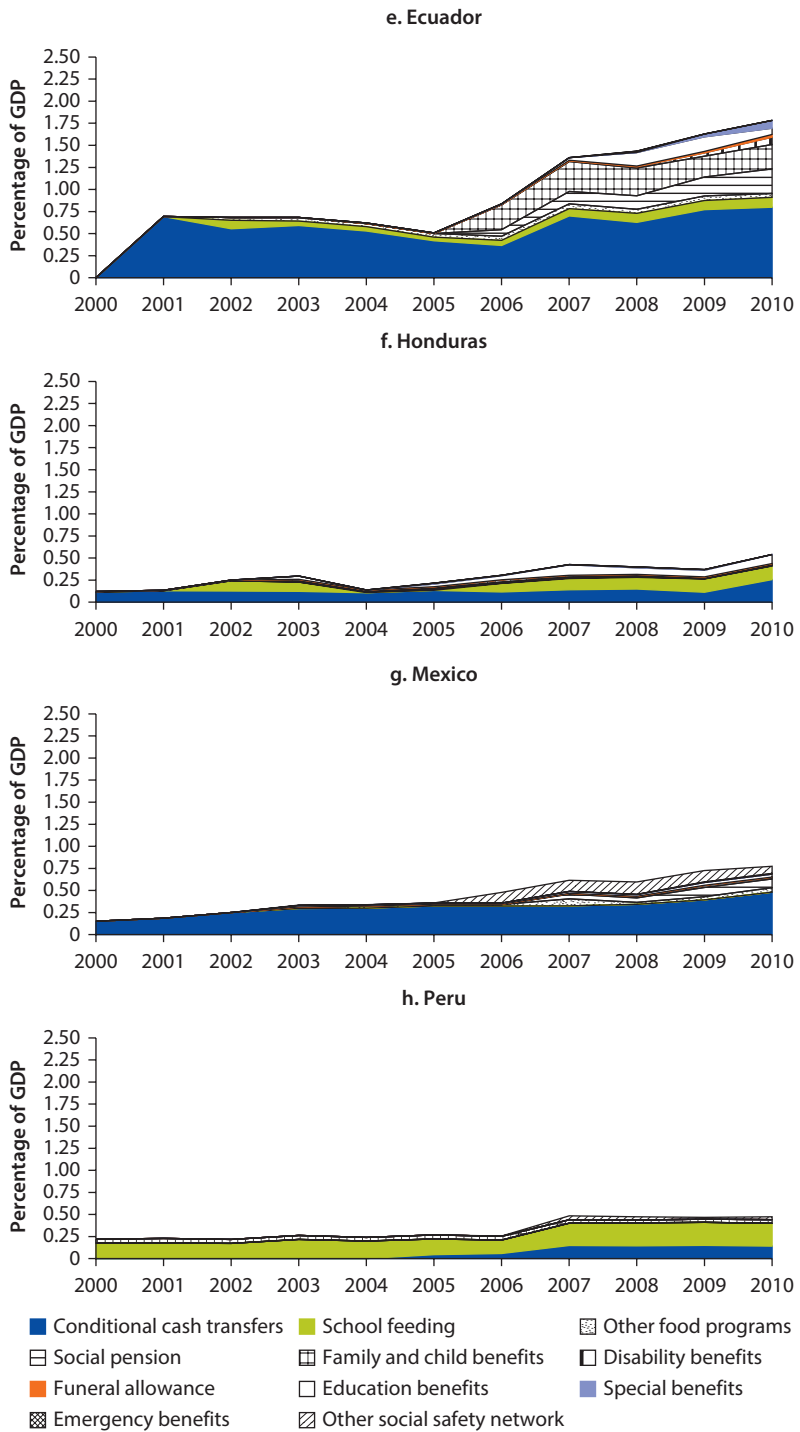 e. Ecuador
Percentage of GDP
2.50
2.25
2.00
1.75
1.50
1.25
1.00
0.75
0.50
0.25
0
2000 2001 2002 2003 2004 2005 2006 2007 2008 2009 2010
f. Honduras
Percentage of GDP
2.50
2.25
2.00
1.75
1.50
1.25
1.00
0.75
0.50
0.25
0
2000 2001 2002 2003 2004 2005 2006 2007 2008 2009 2010
g. Mexico
Percentage of GDP
2.50
2.25
2.00
1.75
1.50
1.25
1.00
0.75
0.50
0.25
0
2000 2001 2002 2003 2004 2005 2006 2007 2008 2009 2010
h. Peru
Percentage of GDP
2.50
2.25
2.00
1.75
1.50
1.25
1.00
0.75
0.50
0.25
0
2000 2001 2002 2003 2004 2005 2006 2007 2008 2009 2010
Conditional cash transfers School feeding Other food programs
Social pension Family and child benefits Disability benefits
Funeral allowance Education benefits Special benefits
Emergency benefits Other social safety network